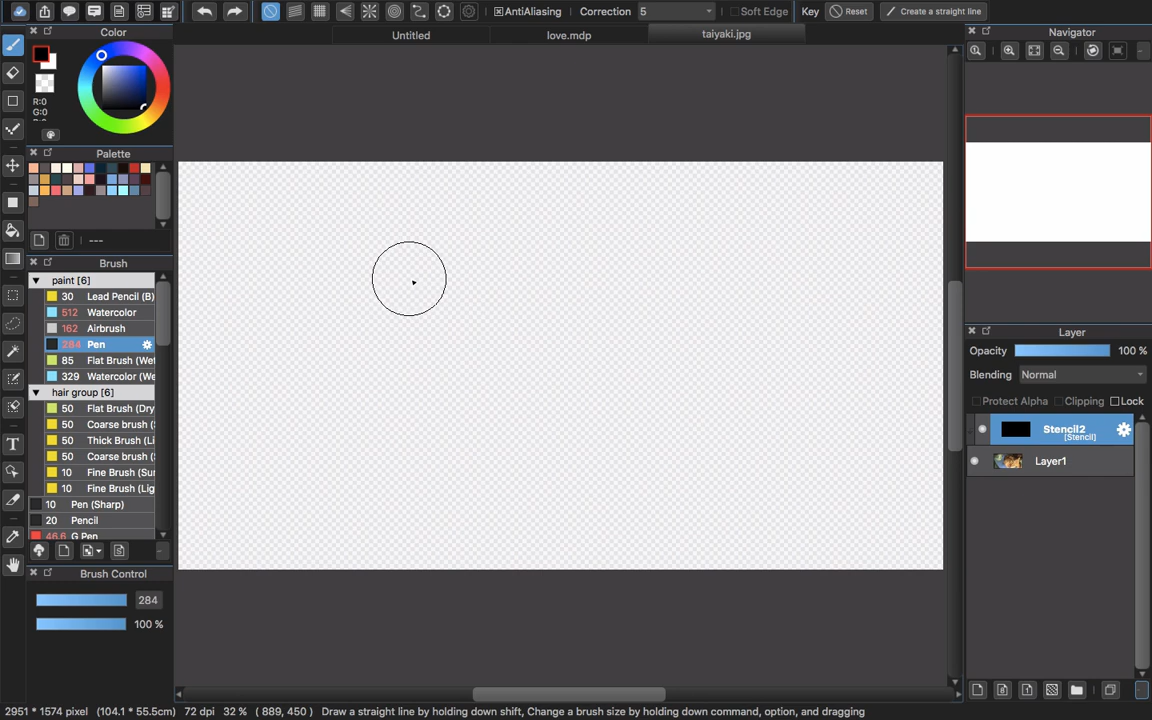 AntiAliasing Correction 5 Soft Edge Key Reset Create a straight line
Untitled love.mdp taiyaki.jpg
Color
R:0
G:0
Palette
---
Brush
paint [6]
30 Lead Pencil (B)
512 Watercolor
162 Airbrush
284 Pen
85 Flat Brush (We
329 Watercolor (We
hair group [6]
50 Flat Brush (Dry
50 Coarse brush (
50 Thick Brush (Li
50 Coarse brush (
10 Fine Brush (Su
10 Fine Brush (Lig
10 Pen (Sharp)
20 Pencil
46.6 G Pen
Brush Control
284
100 %
Navigator
Layer
Opacity 100 %
Blending Normal
Protect Alpha Clipping Lock
Stencil2
[Stencil]
Layer1
2951 * 1574 pixel (104.1 * 55.5cm) 72 dpi 32 % ( 889, 450 ) Draw a straight line by holding down shift, Change a brush size by holding down command, option, and dragging